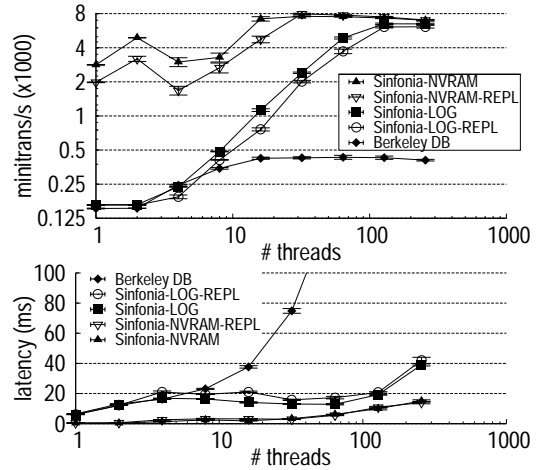 minitrans/s (x1000)
8
4
2
1
0.5
0.25
0.125
Sinfonia-NVRAM
Sinfonia-NVRAM-REPL
Sinfonia-LOG
Sinfonia-LOG-REPL
Berkeley DB
1 10 100 1000
# threads
latency (ms)
100
80
60
40
20
0
Berkeley DB
Sinfonia-LOG-REPL
Sinfonia-LOG
Sinfonia-NVRAM-REPL
Sinfonia-NVRAM
1 10 100 1000
# threads